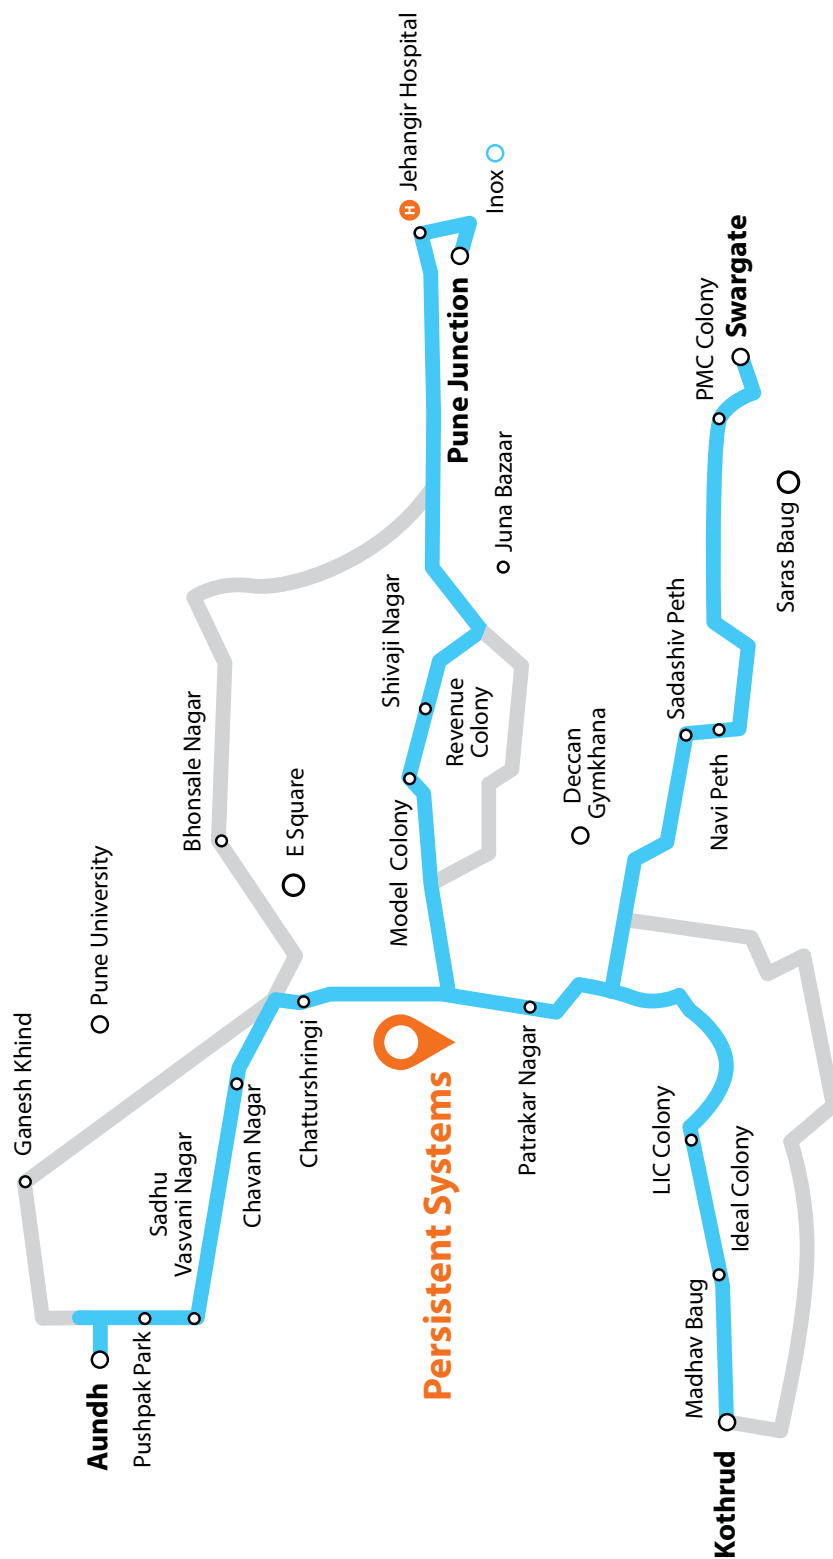 Ganesh Khind
Aundh
Pushpak Park
Sadhu
Vasvani Nagar
Pune University
Chavan Nagar
Bhonsale Nagar
E Square
Chatturshringi
Persistent Systems
Model Colony
Shivaji Nagar
Revenue
Colony
H
Jehangir Hospital
Pune Junction
Inox
Juna Bazaar
Patrakar Nagar
Deccan
Gymkhana
LIC Colony
Sadashiv Peth
PMC Colony
Madhav Baug
Navi Peth
Swargate
Kothrud
Ideal Colony
Saras Baug